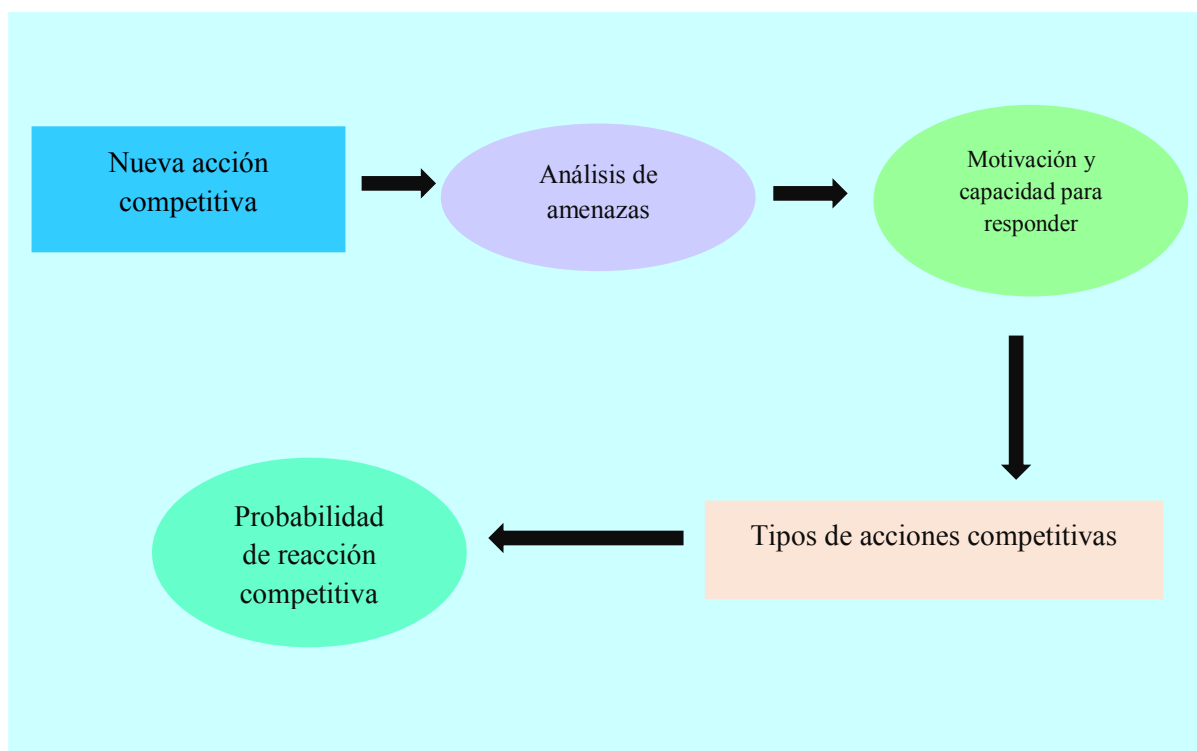 Nueva acción
competitiva
Análisis de
amenazas
Motivación y
capacidad para
responder
Tipos de acciones competitivas
Probabilidad
de reacción
competitiva